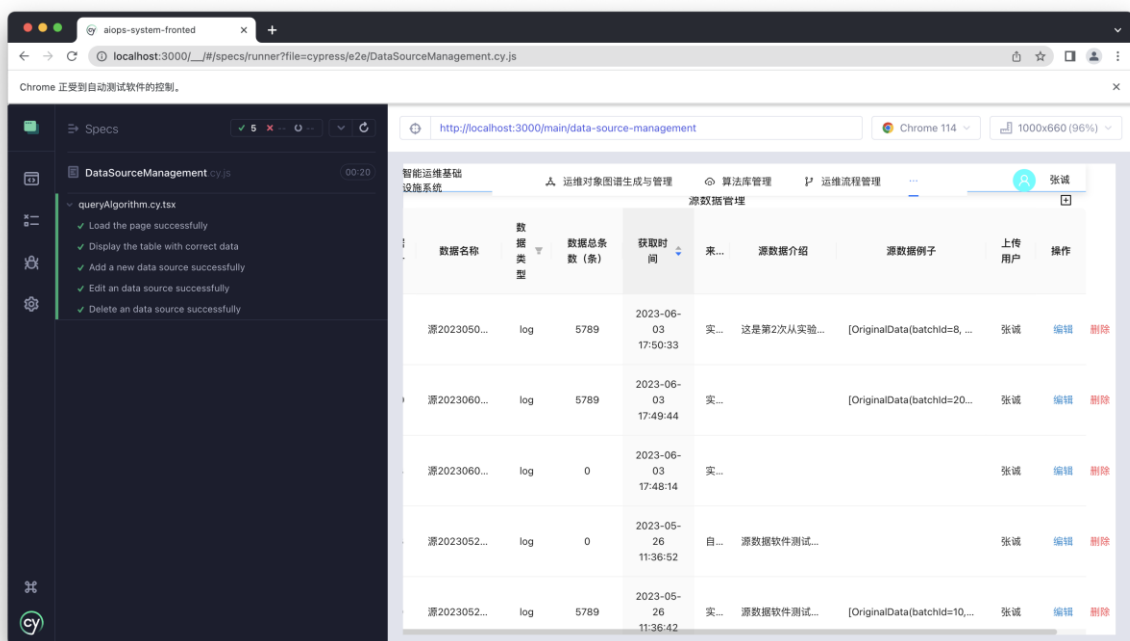 aiops-system-fronted
localhost:3000/__/#/specs/runner?file=cypress/e2e/DataSourceManagement.cy.js
Chrome 正受到自动测试软件的控制。
Specs
5 -- --
DataSourceManagement.cy.js 00:20
queryAlgorithm.cy.tsx
Load the page successfully
Display the table with correct data
Add a new data source successfully
Edit an data source successfully
Delete an data source successfully
cy
http://localhost:3000/main/data-source-management
Chrome 114
1000x660 (96%)
智能运维基础
设施系统
运维对象图谱生成与管理 算法库管理 运维流程管理 ... 张诚
源数据管理
数据名称 数据类型 数据总条数（条） 获取时间 来... 源数据介绍 源数据例子 上传用户 操作
源2023050... log 5789 2023-06-03 17:50:33 实... 这是第2次从实验... [OriginalData(batchId=8, ... 张诚 编辑 删除
源2023060... log 5789 2023-06-03 17:49:44 实... [OriginalData(batchId=20... 张诚 编辑 删除
源2023060... log 0 2023-06-03 17:48:14 实... 张诚 编辑 删除
源2023052... log 0 2023-05-26 11:36:52 自... 源数据软件测试... 张诚 编辑 删除
源2023052... log 5789 2023-05-26 11:36:42 实... 源数据软件测试... [OriginalData(batchId=10,... 张诚 编辑 删除